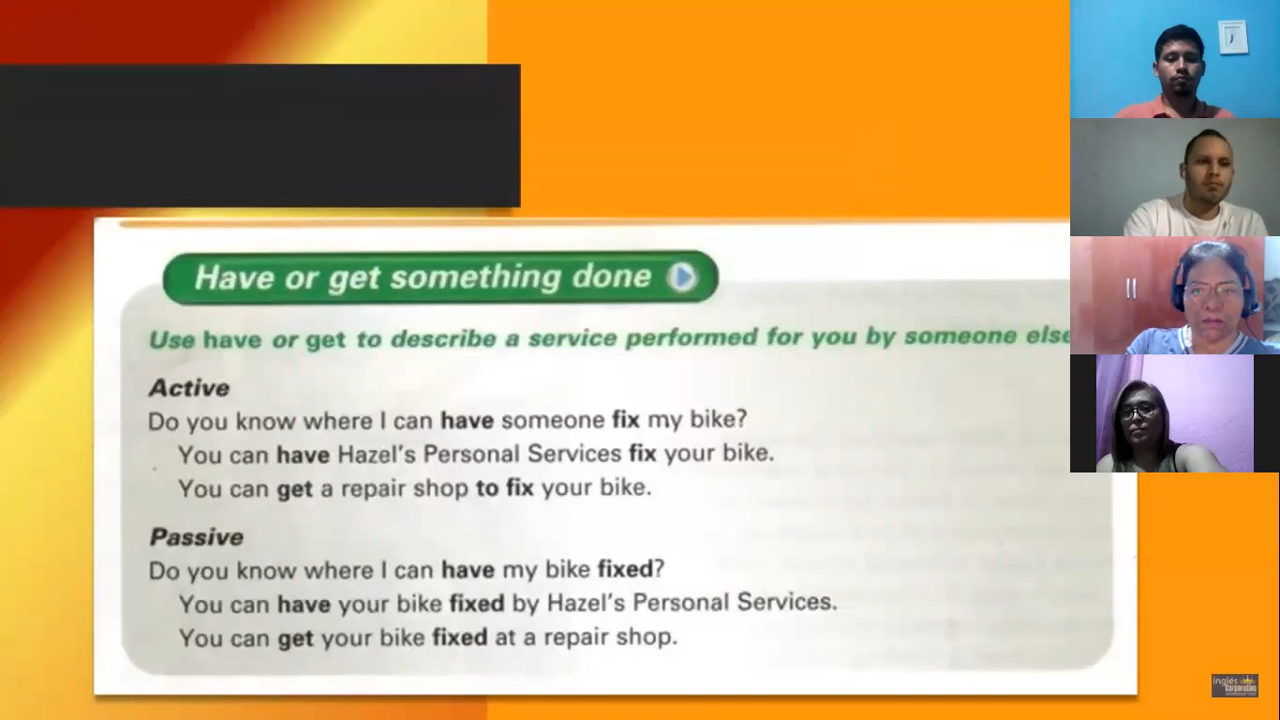 Have or get something done
Use have or get to describe a service performed for you by someone else
Active
Do you know where I can have someone fix my bike?
You can have Hazel's Personal Services fix your bike.
You can get a repair shop to fix your bike.
Passive
Do you know where I can have my bike fixed?
You can have your bike fixed by Hazel's Personal Services.
You can get your bike fixed at a repair shop.
Inglés
Corporativo